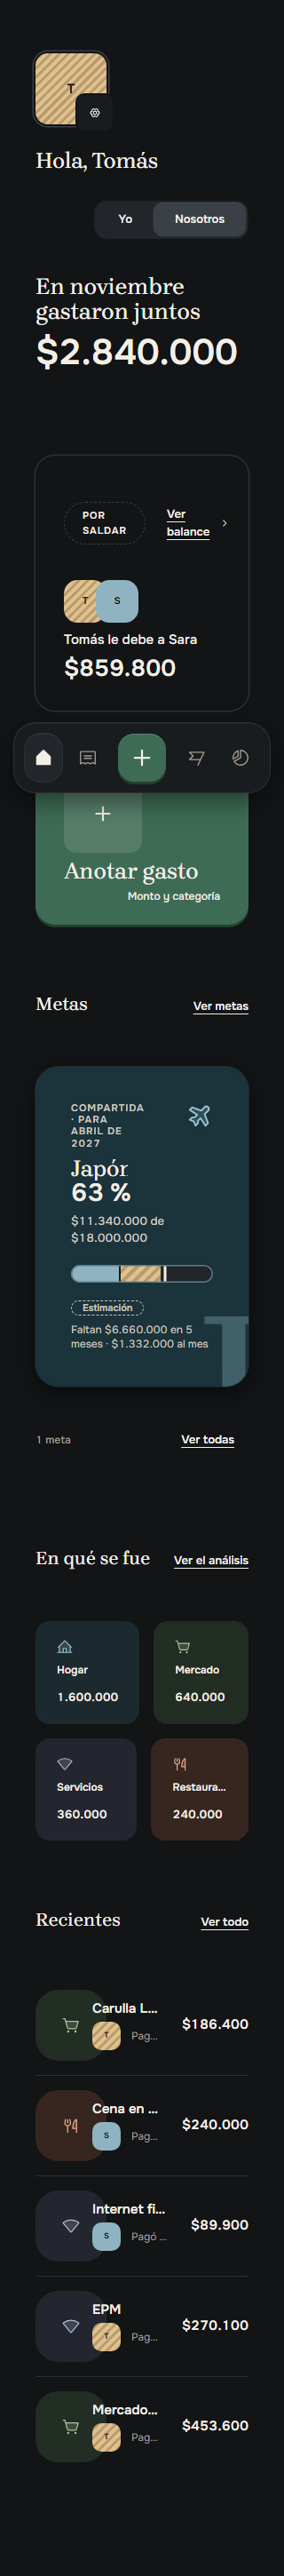 T
Hola, Tomás
Yo Nosotros
En noviembre
gastaron juntos
$2.840.000
POR
SALDAR
Ver
balance
T S
Tomás le debe a Sara
$859.800
Anotar gasto
Monto y categoría
Metas Ver metas
COMPARTIDA
· PARA
ABRIL DE
2027
Japón
63 %
$11.340.000 de
$18.000.000
Estimación
Faltan $6.660.000 en 5
meses · $1.332.000 al mes
1 meta Ver todas
En qué se fue Ver el análisis
Hogar
1.600.000
Mercado
640.000
Servicios
360.000
Restaura...
240.000
Recientes Ver todo
Carulla L...
T Pag...
$186.400
Cena en ...
S Pag...
$240.000
Internet fi...
S Pagó ...
$89.900
EPM
T Pag...
$270.100
Mercado...
T Pag...
$453.600